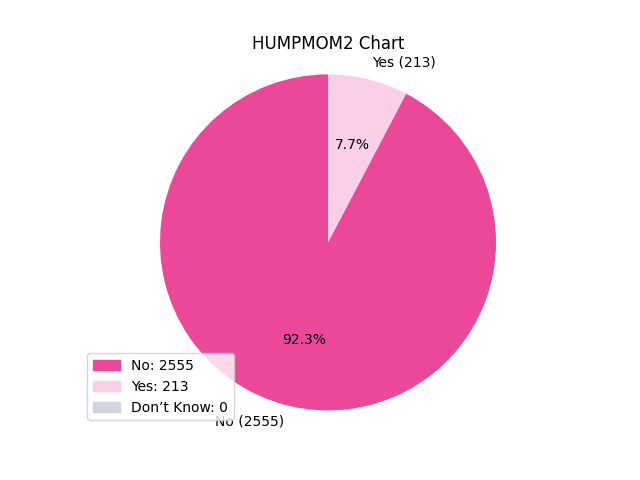 HUMPMOM2 Chart
Yes (213)
7.7%
92.3%
No: 2555
Yes: 213
Don’t Know: 0
No (2555)